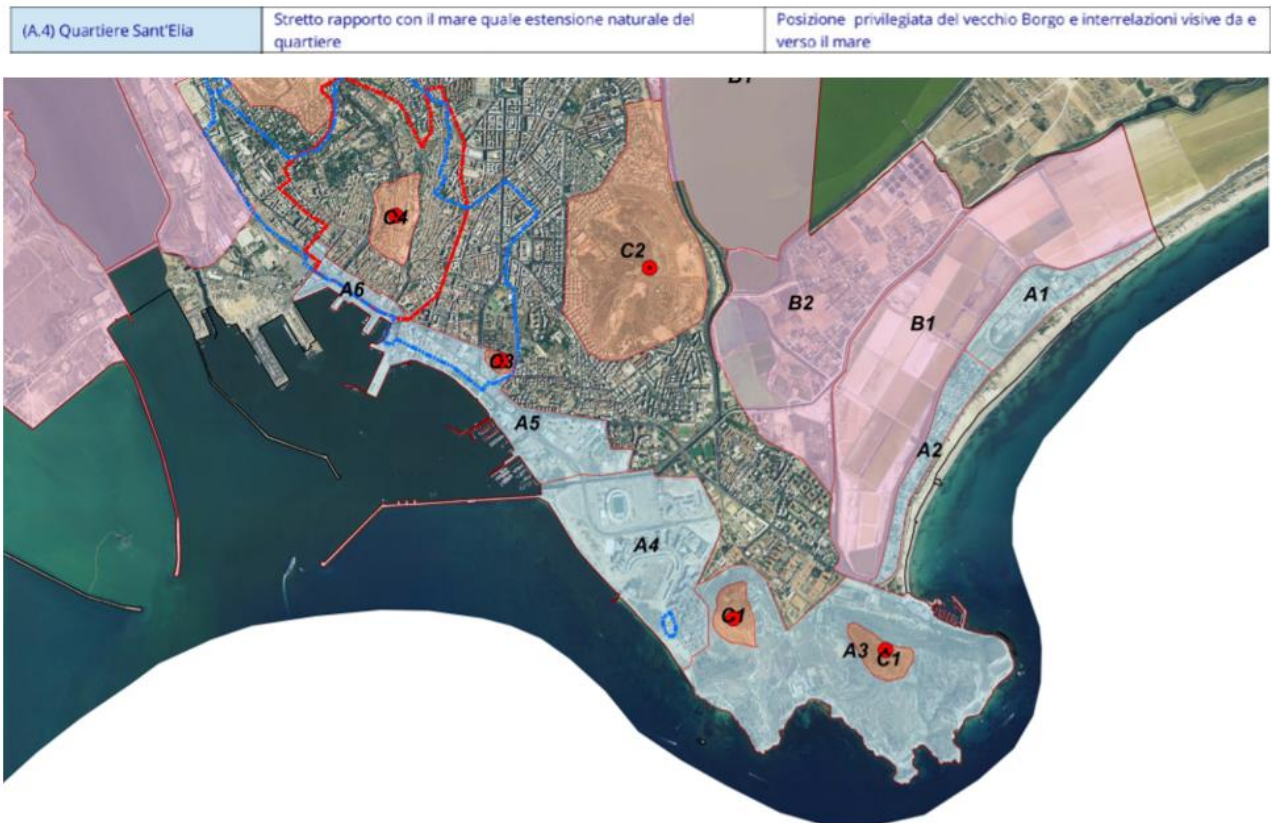 (A.4) Quartiere Sant'Elia
Stretto rapporto con il mare quale estensione naturale del
quartiere
Posizione privilegiata del vecchio Borgo e interrelazioni visive da e
verso il mare
B1
C4
C2
A6
B2
A1
B1
C3
A5
A2
A4
C1
A3
C1